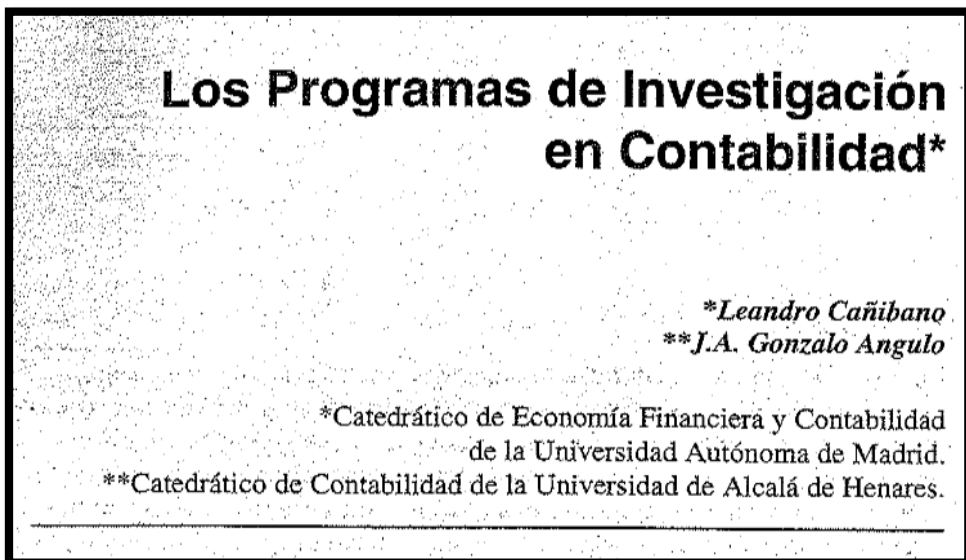 Los Programas de Investigación
en Contabilidad*
*Leandro Cañibano
**J.A. Gonzalo Angulo
*Catedrático de Economía Financiera y Contabilidad
de la Universidad Autónoma de Madrid.
**Catedrático de Contabilidad de la Universidad de Alcalá de Henares.